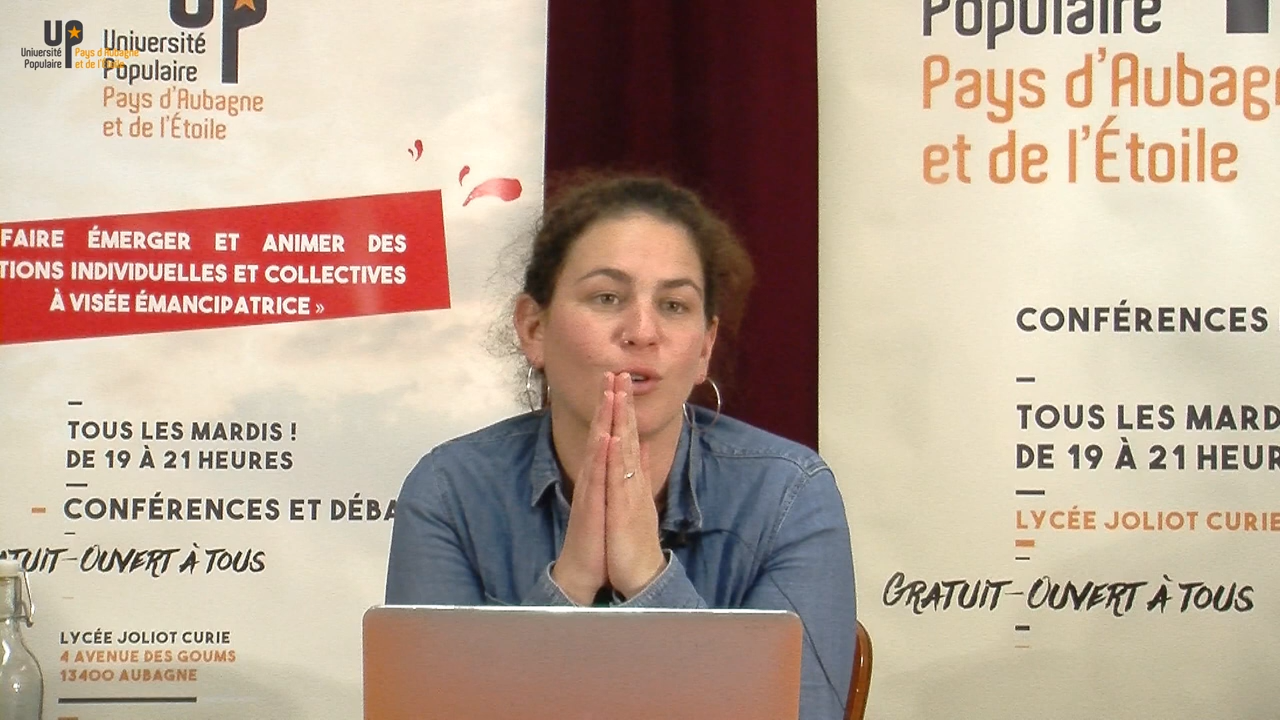 UP
Université
Populaire
Pays d'Aubagne
et de l'Étoile
UP
Université
Populaire
Pays d'Aubagne
et de l'Étoile
FAIRE ÉMERGER ET ANIMER DES
TIONS INDIVIDUELLES ET COLLECTIVES
À VISÉE ÉMANCIPATRICE »
TOUS LES MARDIS !
DE 19 À 21 HEURES
CONFÉRENCES ET DÉBA
TUIT-OUVERT À TOUS
LYCÉE JOLIOT CURIE
4 AVENUE DES GOUMS
13400 AUBAGNE
Populaire
Pays d'Aubag
et de l'Étoile
CONFÉRENCES
TOUS LES MARD
DE 19 À 21 HEUR
LYCÉE JOLIOT CURIE
GRATUIT-OUVERT À TOUS